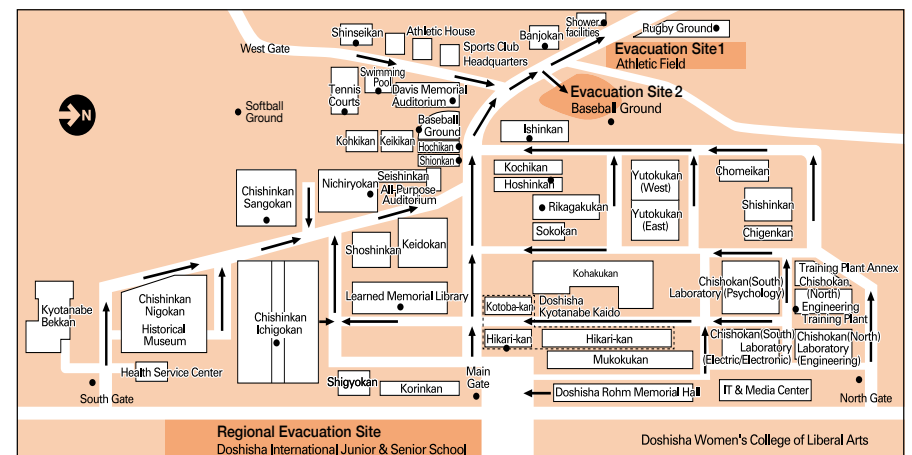 Shower
facilities
Shinseikan
Athletic House
Banjokan
Rugby Ground
West Gate
Sports Club
Headquarters
Evacuation Site1
Athletic Field
Swimming
Pool
Tennis
Courts
Davis Memorial
Auditorium
Evacuation Site2
Baseball Ground
Softball
Ground
N
Baseball
Ground
Ishinkan
Kohkikan
Keikikan
Hochikan
Shionkan
Kochikan
Hoshinkan
Yutokukan
(West)
Chomeikan
Seishinkan
All-Purpose
Auditorium
Nichiryokan
Chishinkan
Sangokan
Rikagakukan
Shishinkan
Sokokan
Yutokukan
(East)
Chigenkan
Shoshinkan
Keidokan
Kohakukan
Training Plant Annex
Kyotanabe
Bekkan
Chishinkan
Nigokan
Historical
Museum
Chishinkan
Ichigokan
Learned Memorial Library
Kotoba-kan
Doshisha
Kyotanabe Kaido
Chishokan(South)
Laboratory(Psychology)
Chishokan
(North)
Engineering
Training Plant
Hikari-kan
Hikari-kan
Mukokukan
Chishokan(South)
Laboratory
(Electric/Electronic)
Chishokan(North)
Laboratory
(Engineering)
Health Service Center
Shigyokan
Korinkan
Main
Gate
Doshisha Rohm Memorial Hall
IT & Media Center
South Gate
North Gate
Regional Evacuation Site
Doshisha International Junior & Senior School
Doshisha Women's College of Liberal Arts